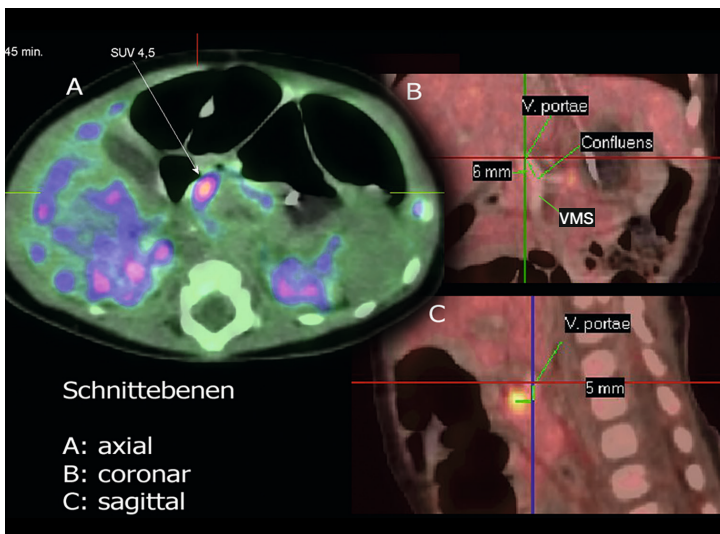 45 min.
SUV 4,5
A
B
V. portae
Confluens
6 mm
VMS
C
V. portae
5 mm
Schnittebenen
A: axial
B: coronar
C: sagittal